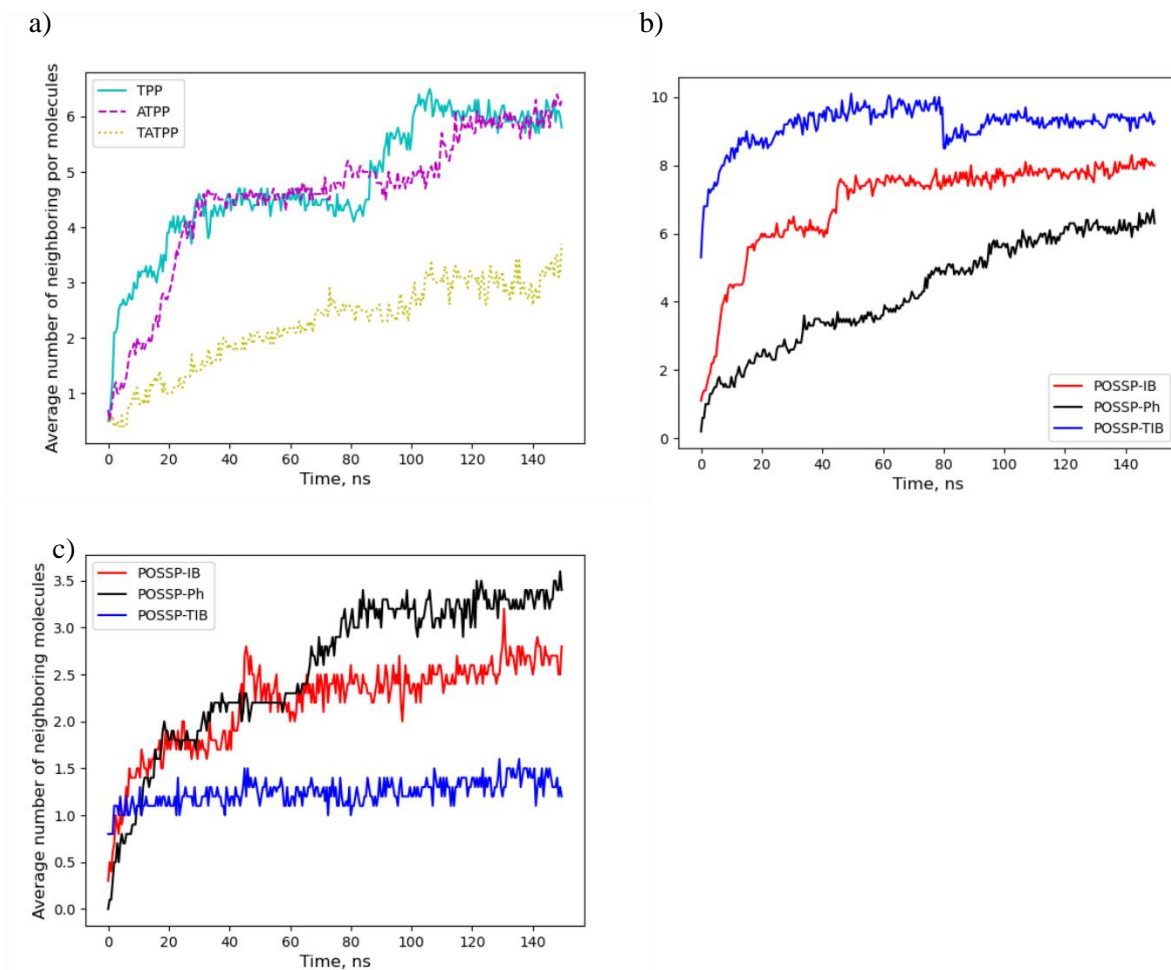 a)
Average number of neighboring por molecules
6
5
4
3
2
1
TPP
ATPP
TATPP
0 20 40 60 80 100 120 140
Time, ns
b)
10
8
6
4
2
0
POSSP-IB
POSSP-Ph
POSSP-TIB
0 20 40 60 80 100 120 140
Time, ns
c)
Average number of neighboring molecules
3.5
3.0
2.5
2.0
1.5
1.0
0.5
0.0
POSSP-IB
POSSP-Ph
POSSP-TIB
0 20 40 60 80 100 120 140
Time, ns